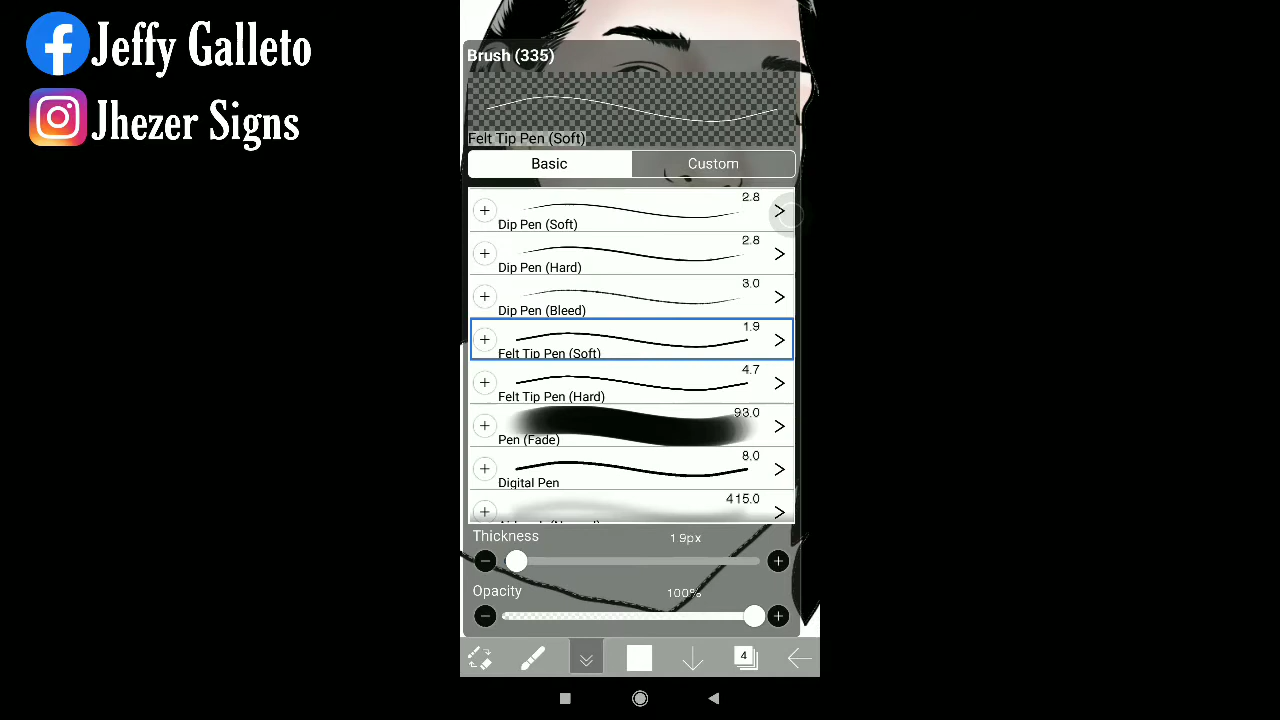 Jeffy Galleto
Jhezer Signs
Brush (335)
Felt Tip Pen (Soft)
Basic
Custom
2.8
Dip Pen (Soft)
2.8
Dip Pen (Hard)
3.0
Dip Pen (Bleed)
1.9
Felt Tip Pen (Soft)
4.7
Felt Tip Pen (Hard)
93.0
Pen (Fade)
8.0
Digital Pen
415.0
Thickness
1.9px
Opacity
100%
4